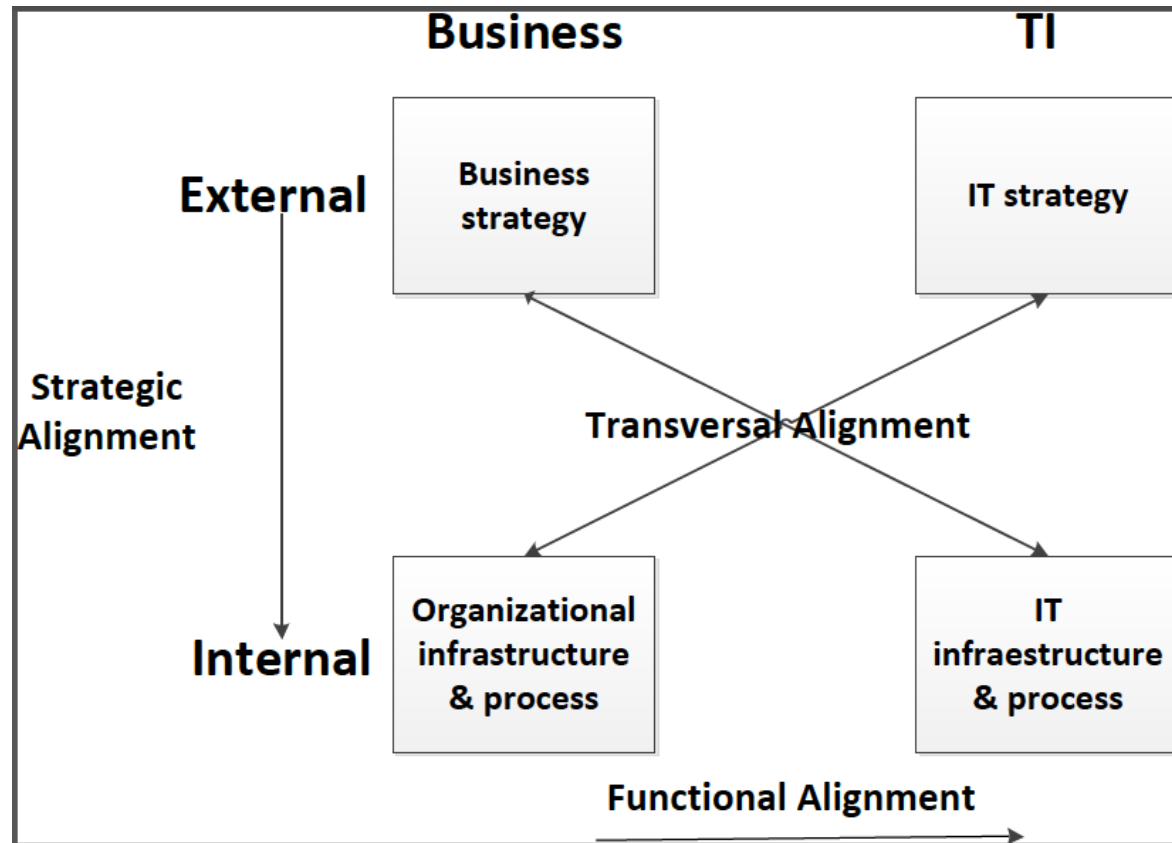 Business
TI
External
Business
strategy
IT strategy
Strategic
Alignment
Transversal Alignment
Internal
Organizational
infrastructure
& process
IT
infraestructure
& process
Functional Alignment